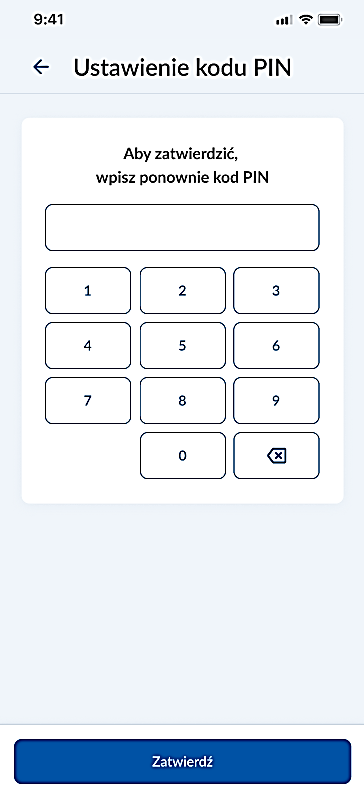 9:41
Ustawienie kodu PIN
Aby zatwierdzić,
wpisz ponownie kod PIN
1 2 3
4 5 6
7 8 9
0
Zatwierdź